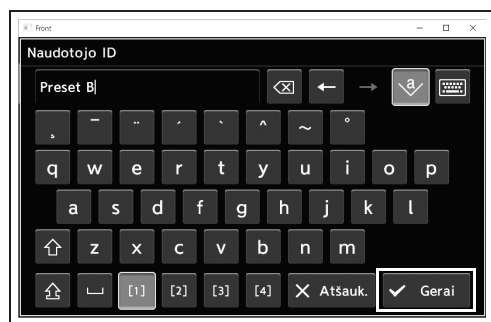 Front
Naudotojo ID
Preset B
a
¸ ¯ ¨ ´ ` ^ ~ °
q w e r t y u i o p
a s d f g h j k l
z x c v b n m
[1] [2] [3] [4] Atšauk. Gerai